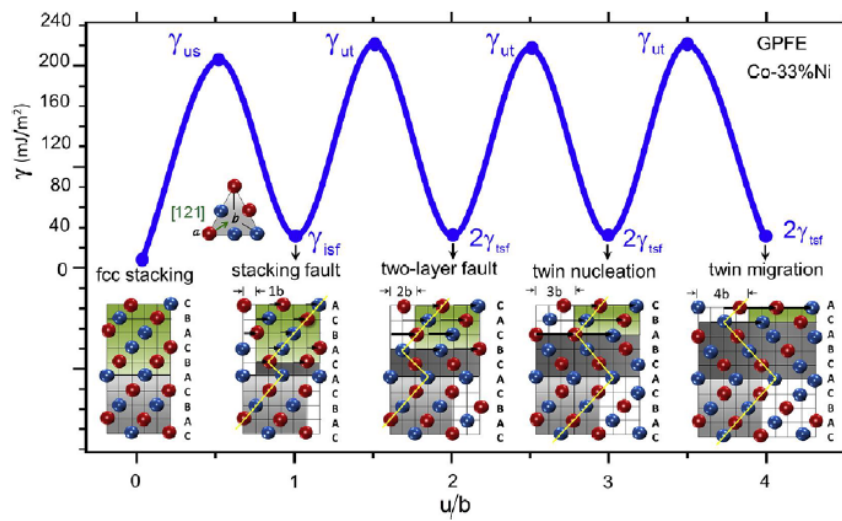 240
200
160
120
80
40
0
γ (mJ/m²)
γus
γut
γut
γut
GPFE
Co-33%Ni
[121]
a
b
γisf
2γtsf
2γtsf
2γtsf
fcc stacking
stacking fault
two-layer fault
twin nucleation
twin migration
1b
2b
3b
4b
C
B
A
C
B
A
C
B
A
C
A
C
B
A
C
A
C
B
A
C
A
C
B
A
C
A
C
B
A
C
A
C
B
A
C
A
C
B
A
C
A
C
B
A
C
A
C
B
A
C
0
1
2
3
4
u/b